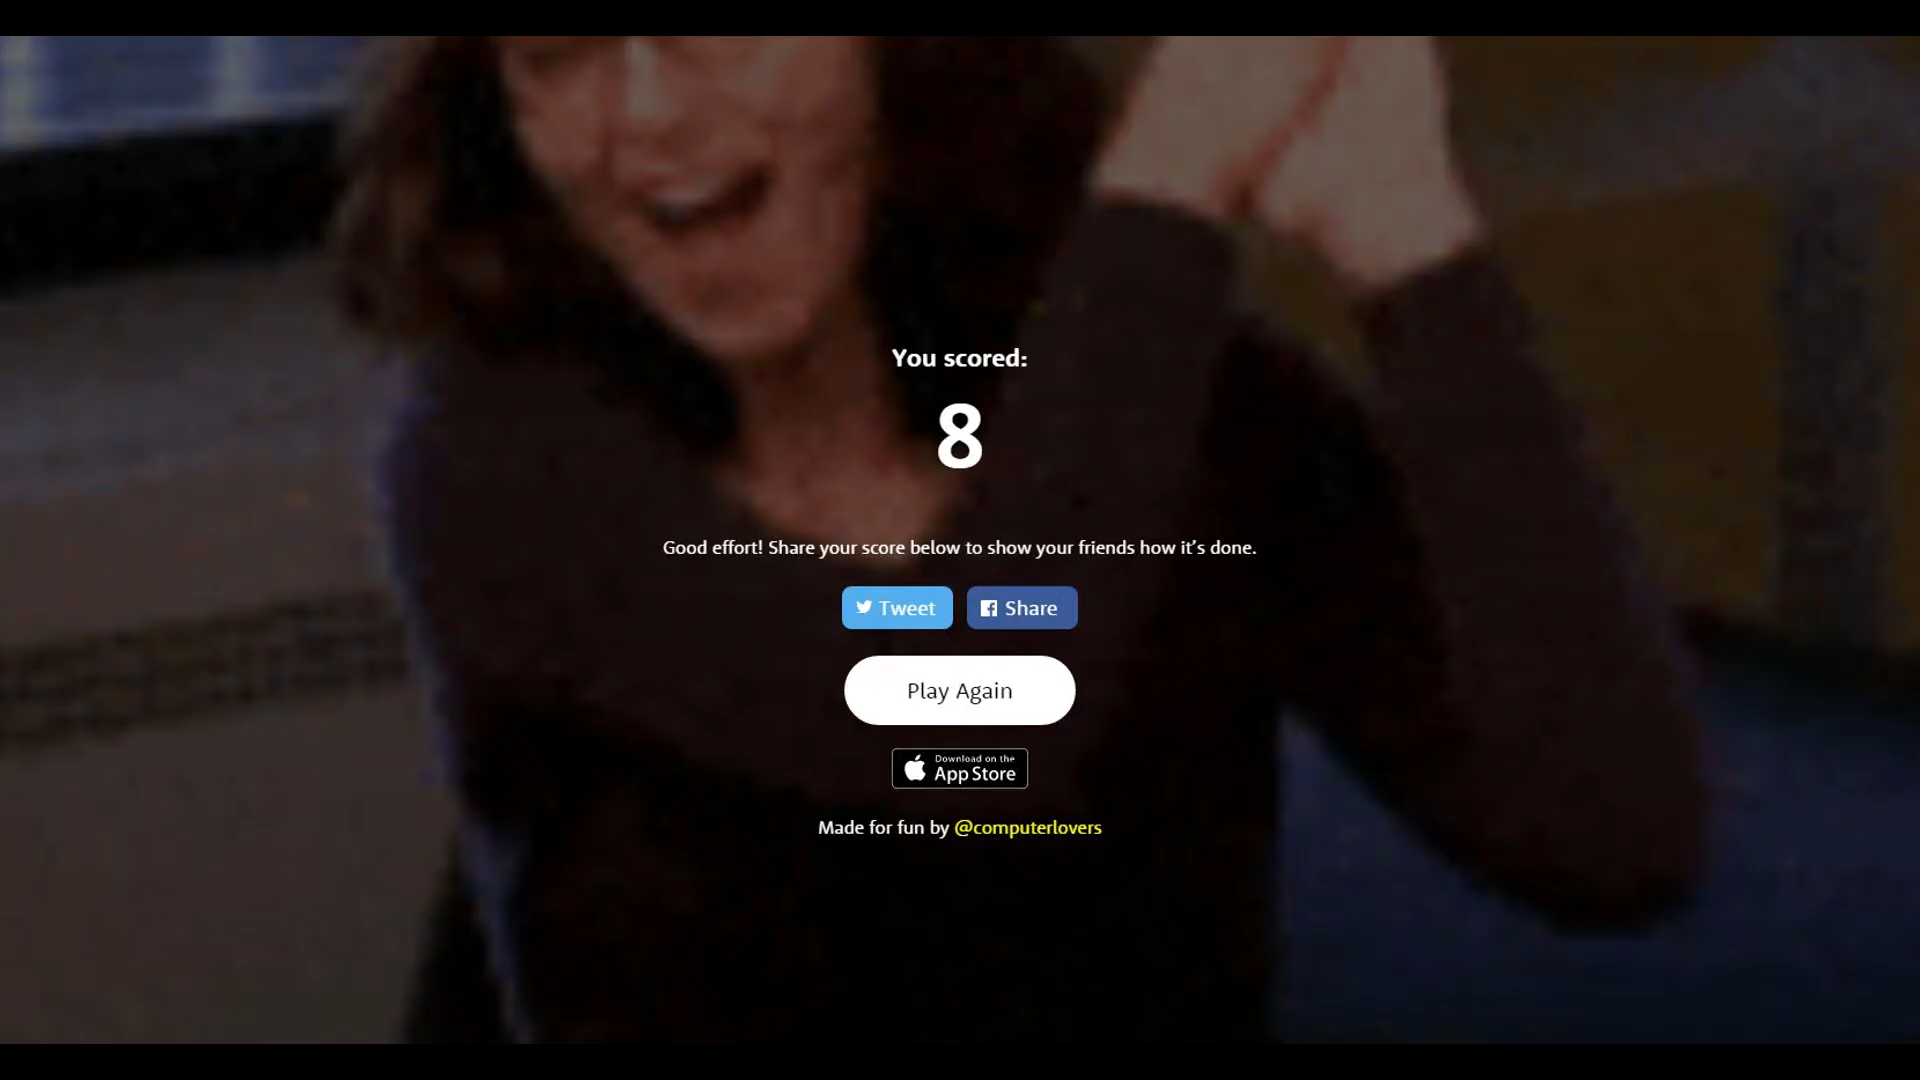 You scored:
8
Good effort! Share your score below to show your friends how it’s done.
Tweet
Share
Play Again
Download on the
App Store
Made for fun by @computerlovers